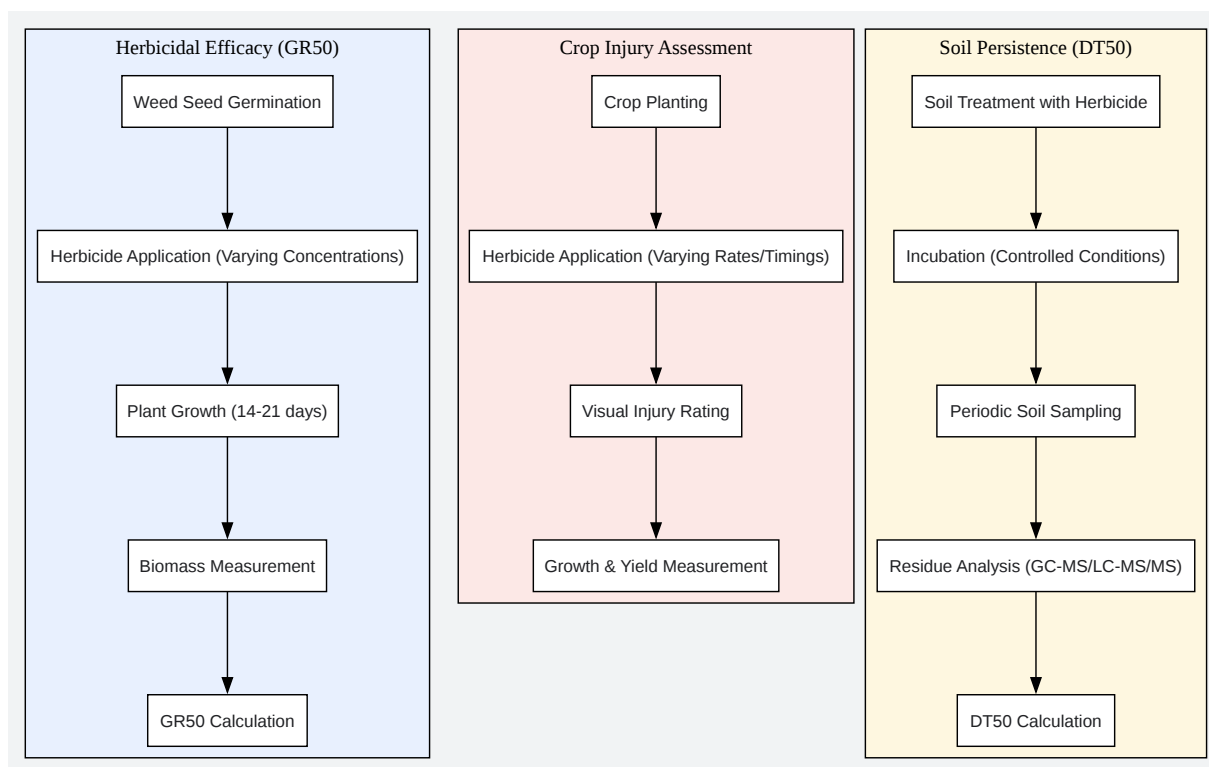 Herbicidal Efficacy (GR50)
Weed Seed Germination
Herbicide Application (Varying Concentrations)
Plant Growth (14-21 days)
Biomass Measurement
GR50 Calculation
Crop Injury Assessment
Crop Planting
Herbicide Application (Varying Rates/Timings)
Visual Injury Rating
Growth & Yield Measurement
Soil Persistence (DT50)
Soil Treatment with Herbicide
Incubation (Controlled Conditions)
Periodic Soil Sampling
Residue Analysis (GC-MS/LC-MS/MS)
DT50 Calculation